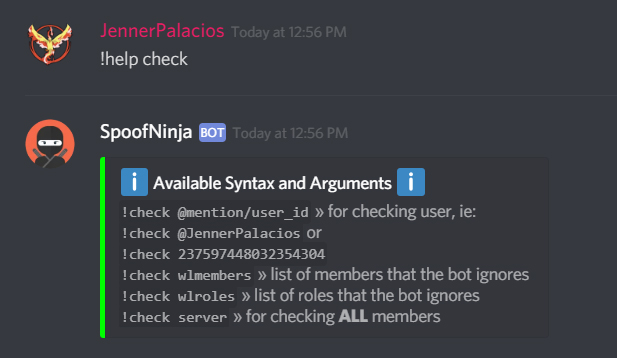 JennerPalacios Today at 12:56 PM
!help check
SpoofNinja BOT Today at 12:56 PM
i Available Syntax and Arguments i
!check @mention/user_id » for checking user, ie:
!check @JennerPalacios or
!check 237597448032354304
!check wlmembers » list of members that the bot ignores
!check wlroles » list of roles that the bot ignores
!check server » for checking ALL members